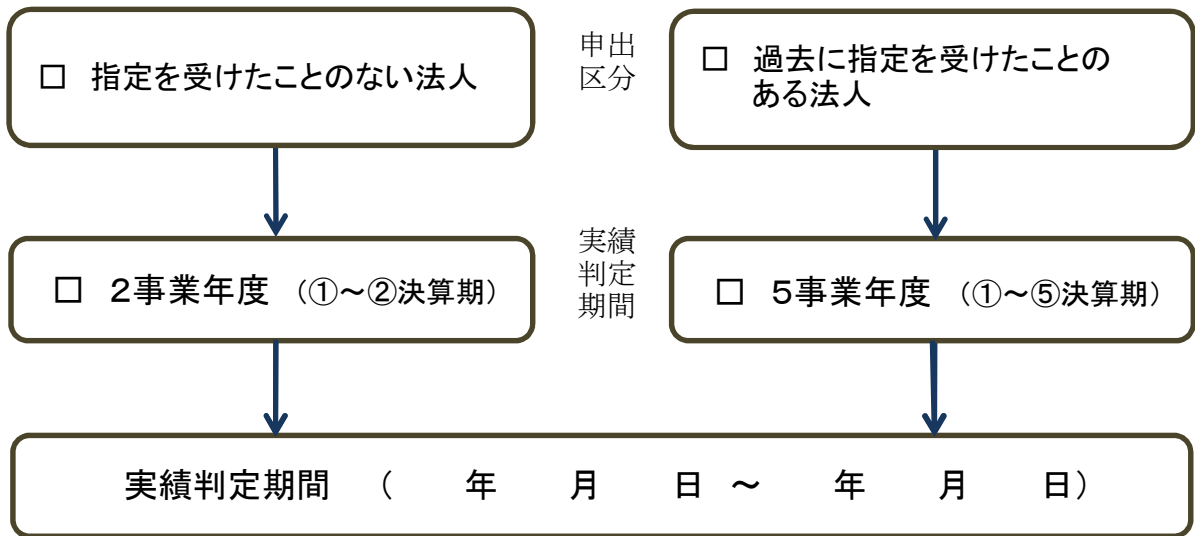 □ 指定を受けたことのない法人
申出
区分
□ 過去に指定を受けたことの
ある法人
□ 2事業年度 (①~②決算期)
実績
判定
期間
□ 5事業年度 (①~⑤決算期)
実績判定期間 ( 年 月 日 ~ 年 月 日)